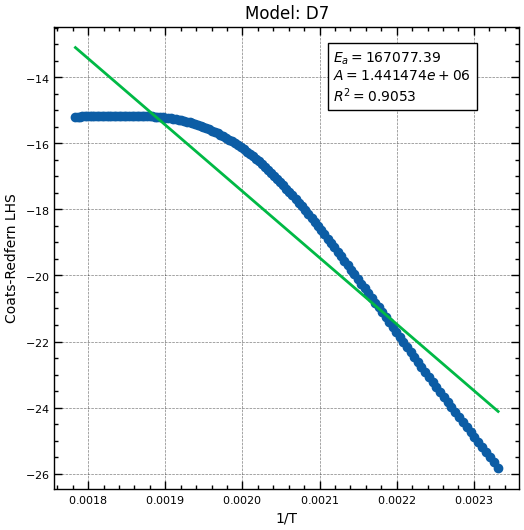 Model: D7
E_a = 167077.39
A = 1.441474e + 06
R^2 = 0.9053
Coats-Redfern LHS
−14
−16
−18
−20
−22
−24
−26
0.0018 0.0019 0.0020 0.0021 0.0022 0.0023
1/T